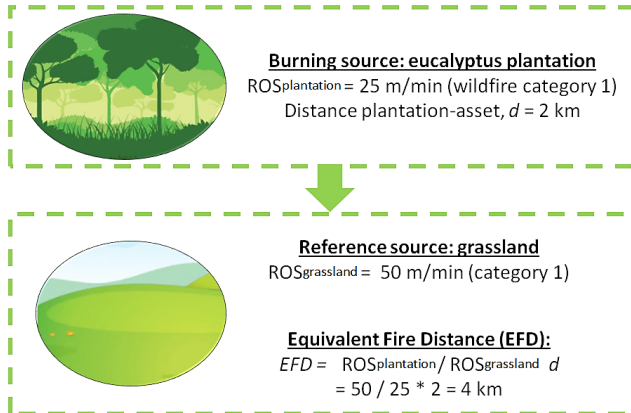 Burning source: eucalyptus plantation
ROSplantation = 25 m/min (wildfire category 1)
Distance plantation-asset, d = 2 km
Reference source: grassland
ROSgrassland = 50 m/min (category 1)
Equivalent Fire Distance (EFD):
EFD = ROSplantation/ ROSgrassland d
= 50 / 25 * 2 = 4 km